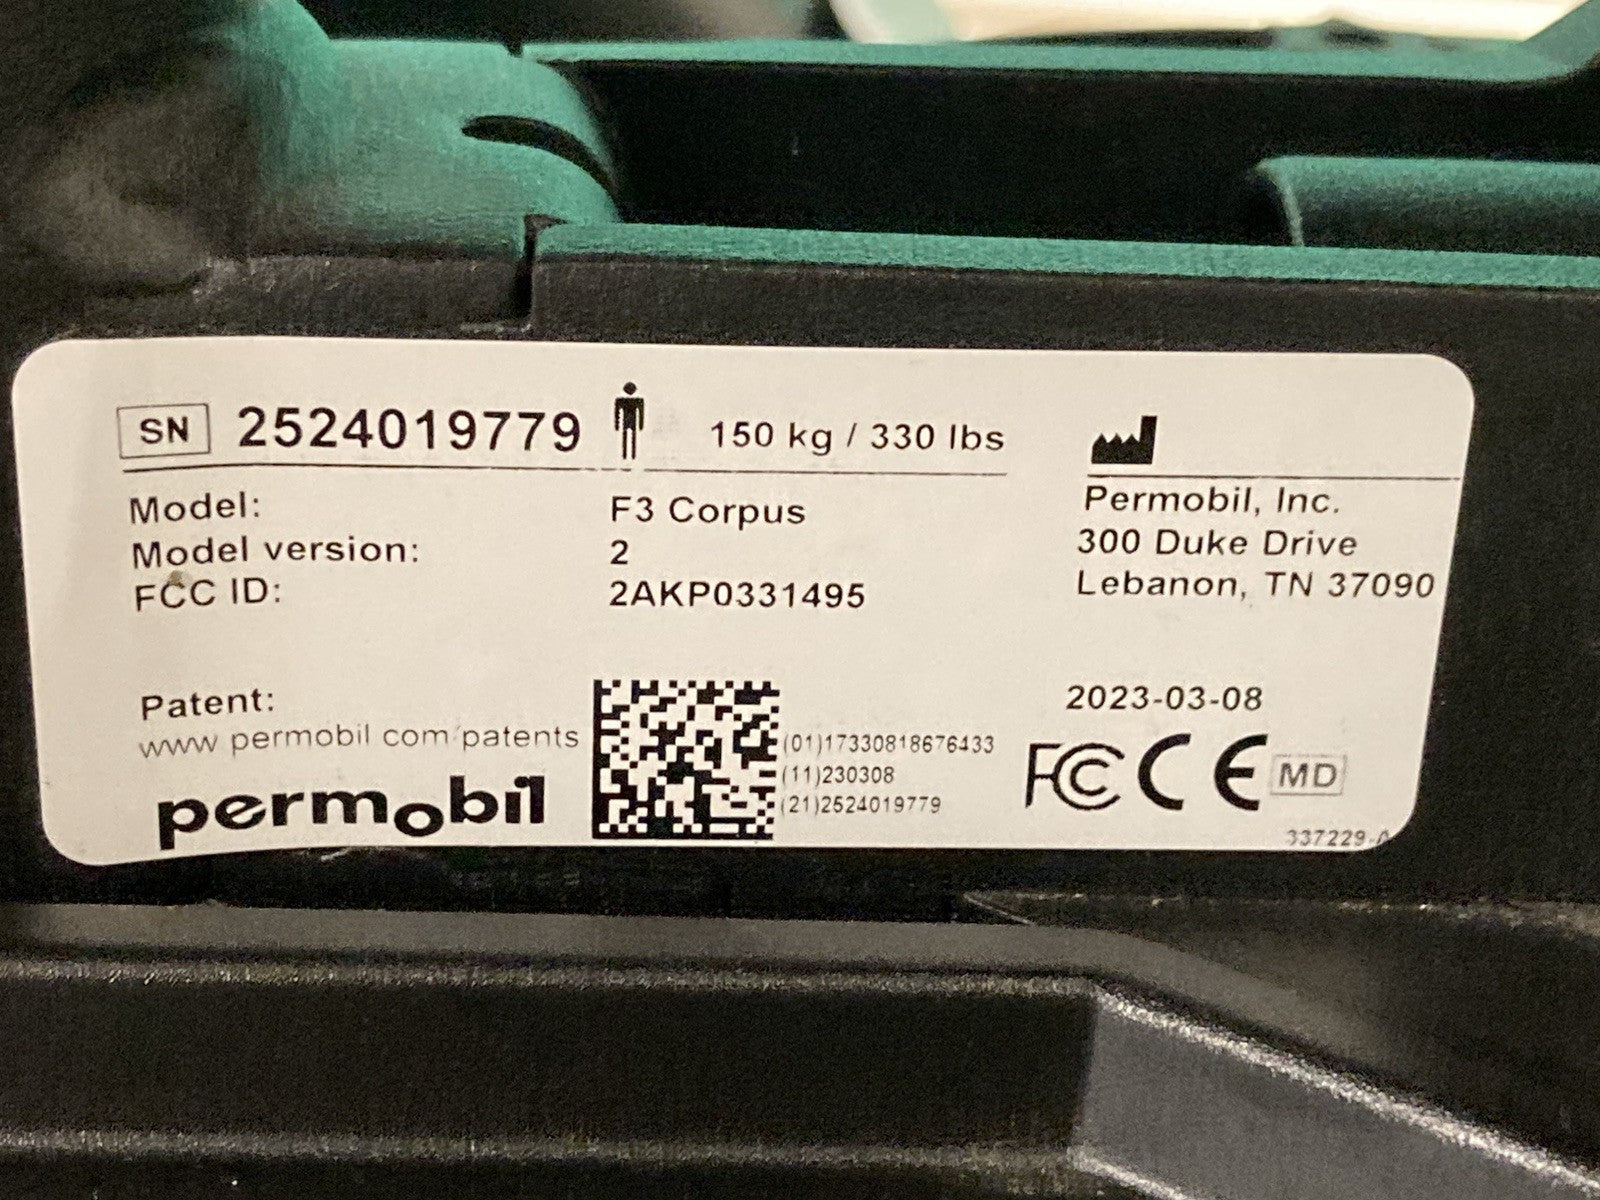 SN 2524019779 150 kg / 330 lbs
Model: F3 Corpus
Model version: 2
FCC ID: 2AKP0331495
Permobil, Inc.
300 Duke Drive
Lebanon, TN 37090
Patent:
www permobil com/patents
permobil
(01)17330818676433
(11)230308
(21)2524019779
2023-03-08
FC CE MD
337229-A